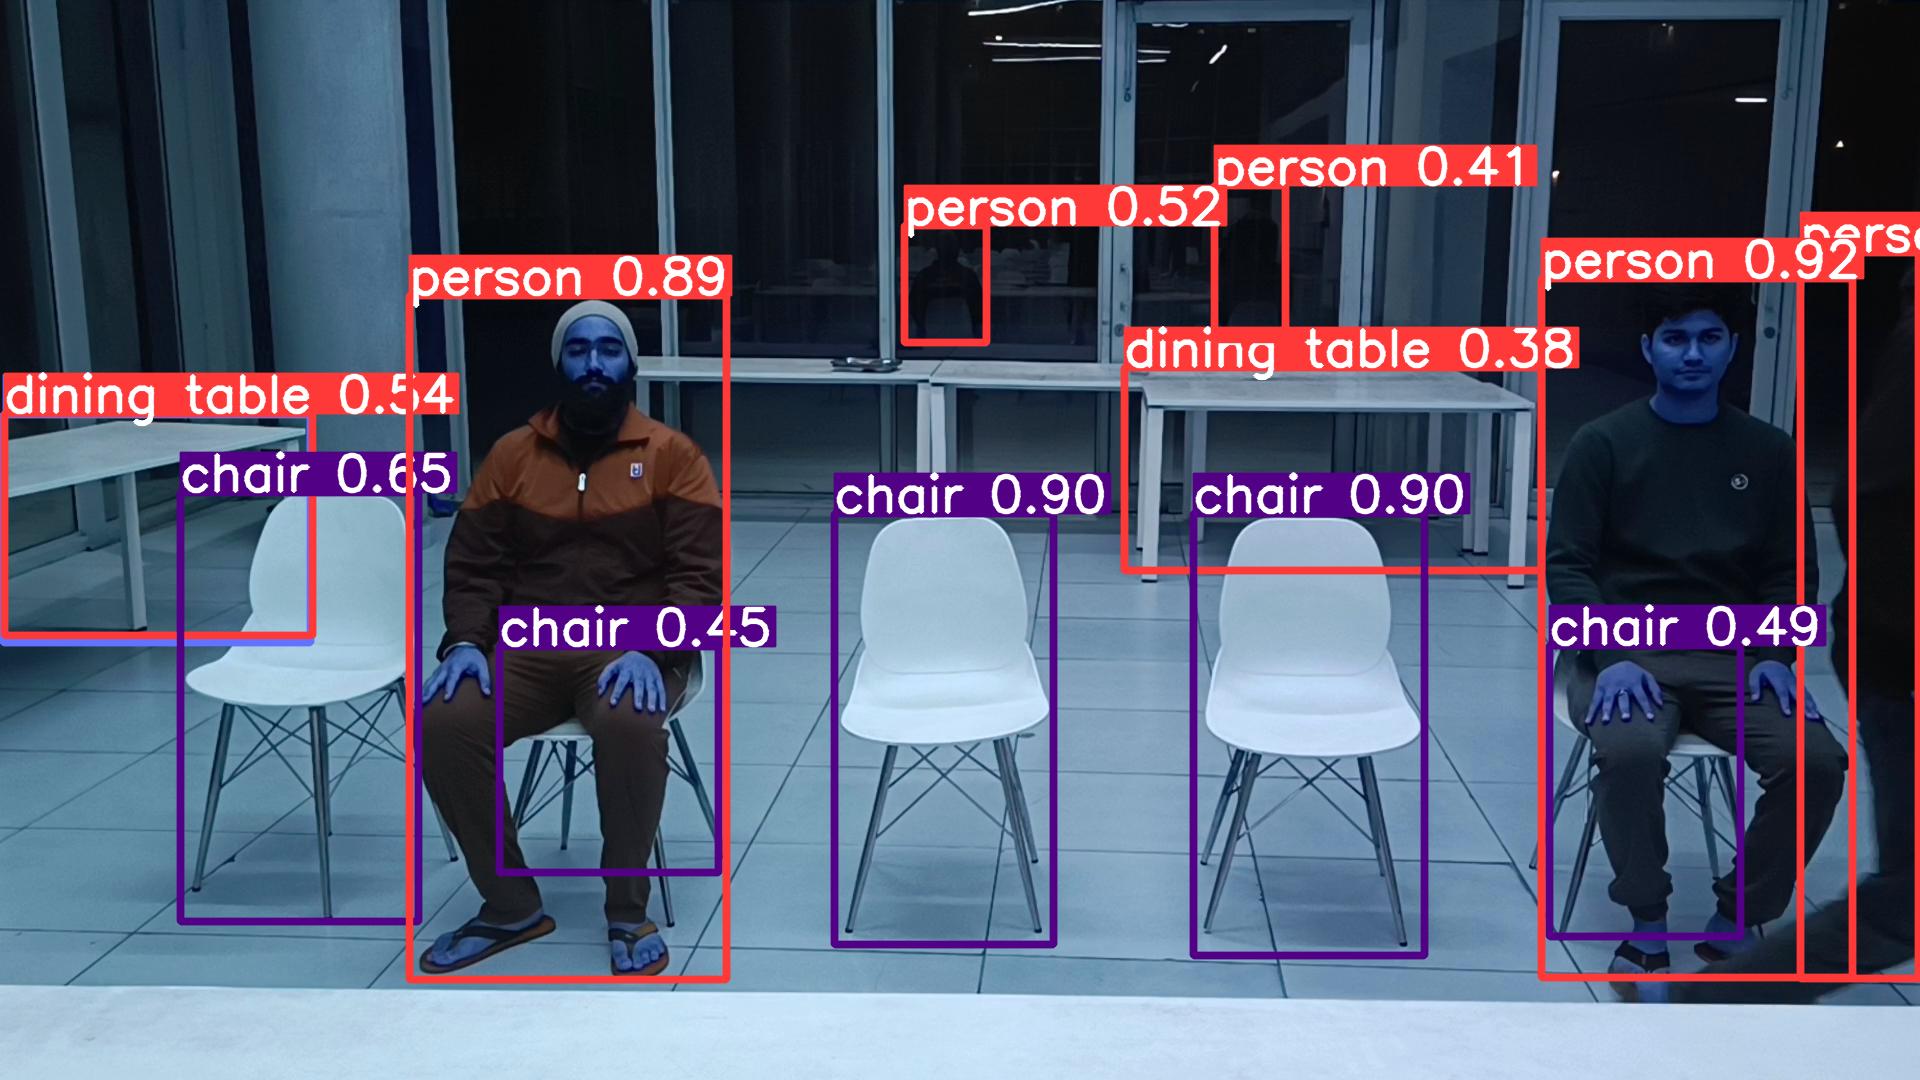 person 0.41
person 0.52
person 0.92
person 0.89
dining table 0.38
dining table 0.54
chair 0.65
chair 0.90
chair 0.90
chair 0.45
chair 0.49